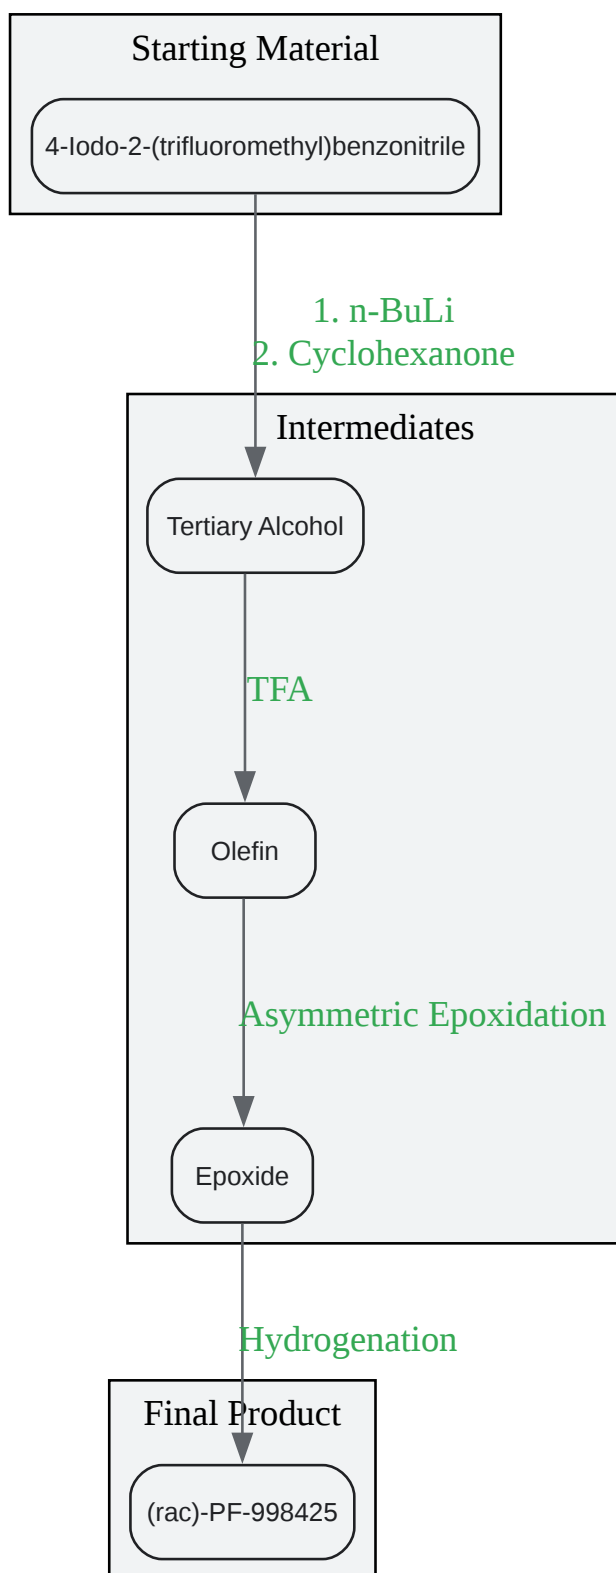 Starting Material
4-Iodo-2-(trifluoromethyl)benzonitrile
1. n-BuLi
2. Cyclohexanone
Intermediates
Tertiary Alcohol
TFA
Olefin
Asymmetric Epoxidation
Epoxide
Hydrogenation
Final Product
(rac)-PF-998425